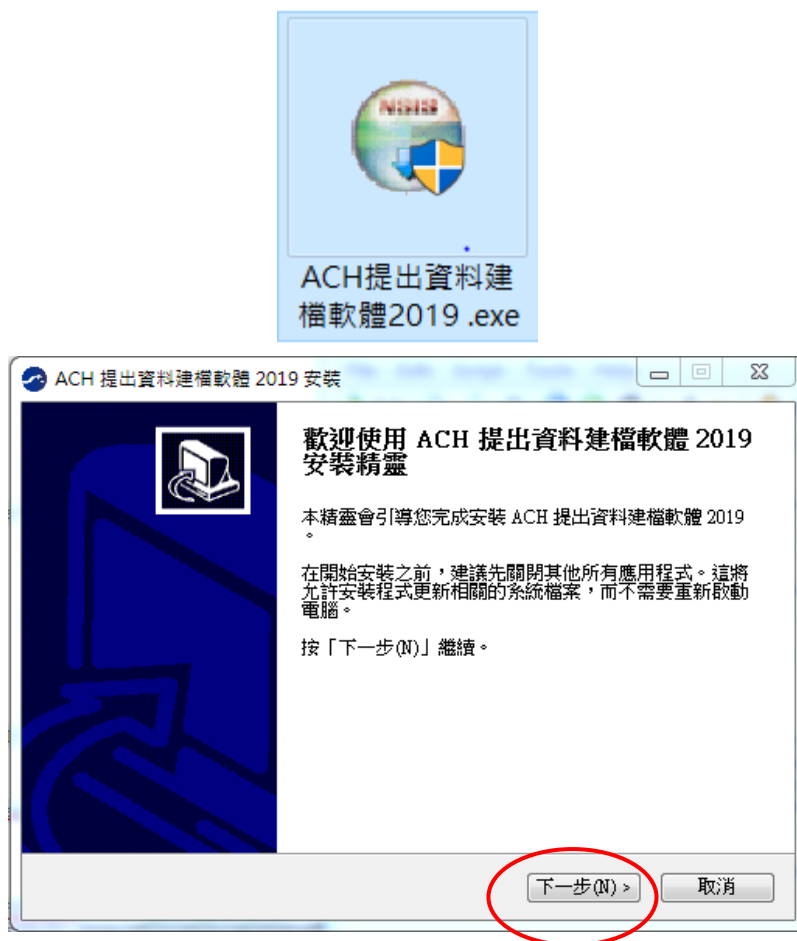 NSIS
ACH提出資料建
檔軟體2019 .exe
ACH 提出資料建檔軟體 2019 安裝
歡迎使用 ACH 提出資料建檔軟體 2019
安裝精靈
本精靈會引導您完成安裝 ACH 提出資料建檔軟體 2019
。
在開始安裝之前，建議先關閉其他所有應用程式。這將
允許安裝程式更新相關的系統檔案，而不需要重新啟動
電腦。
按「下一步(N)」繼續。
下一步(N) > 取消